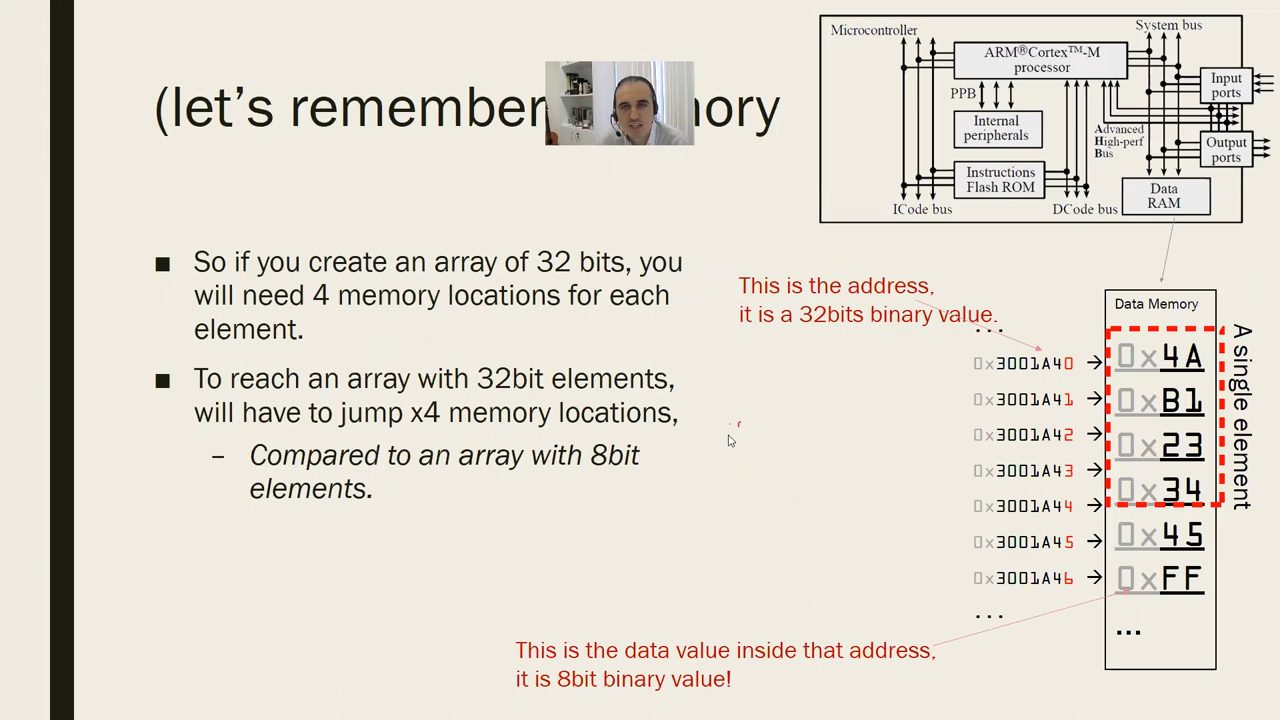 (let's remember
Microcontroller
System bus
ARM®Cortex™-M
processor
PPB
Internal
peripherals
Input
ports
Advanced
High-perf
Bus
Output
ports
Instructions
Flash ROM
Data
RAM
ICode bus
DCode bus
■ So if you create an array of 32 bits, you
will need 4 memory locations for each
element.
■ To reach an array with 32bit elements,
will have to jump x4 memory locations,
– Compared to an array with 8bit
elements.
This is the address,
it is a 32bits binary value.
Data Memory
...
0x3001A40 → 0x4A
0x3001A41 → 0xB1
0x3001A42 → 0x23
0x3001A43 → 0x34
0x3001A44 → 0x45
0x3001A45 → 0xFF
0x3001A46 →
...
...
A single element
This is the data value inside that address,
it is 8bit binary value!